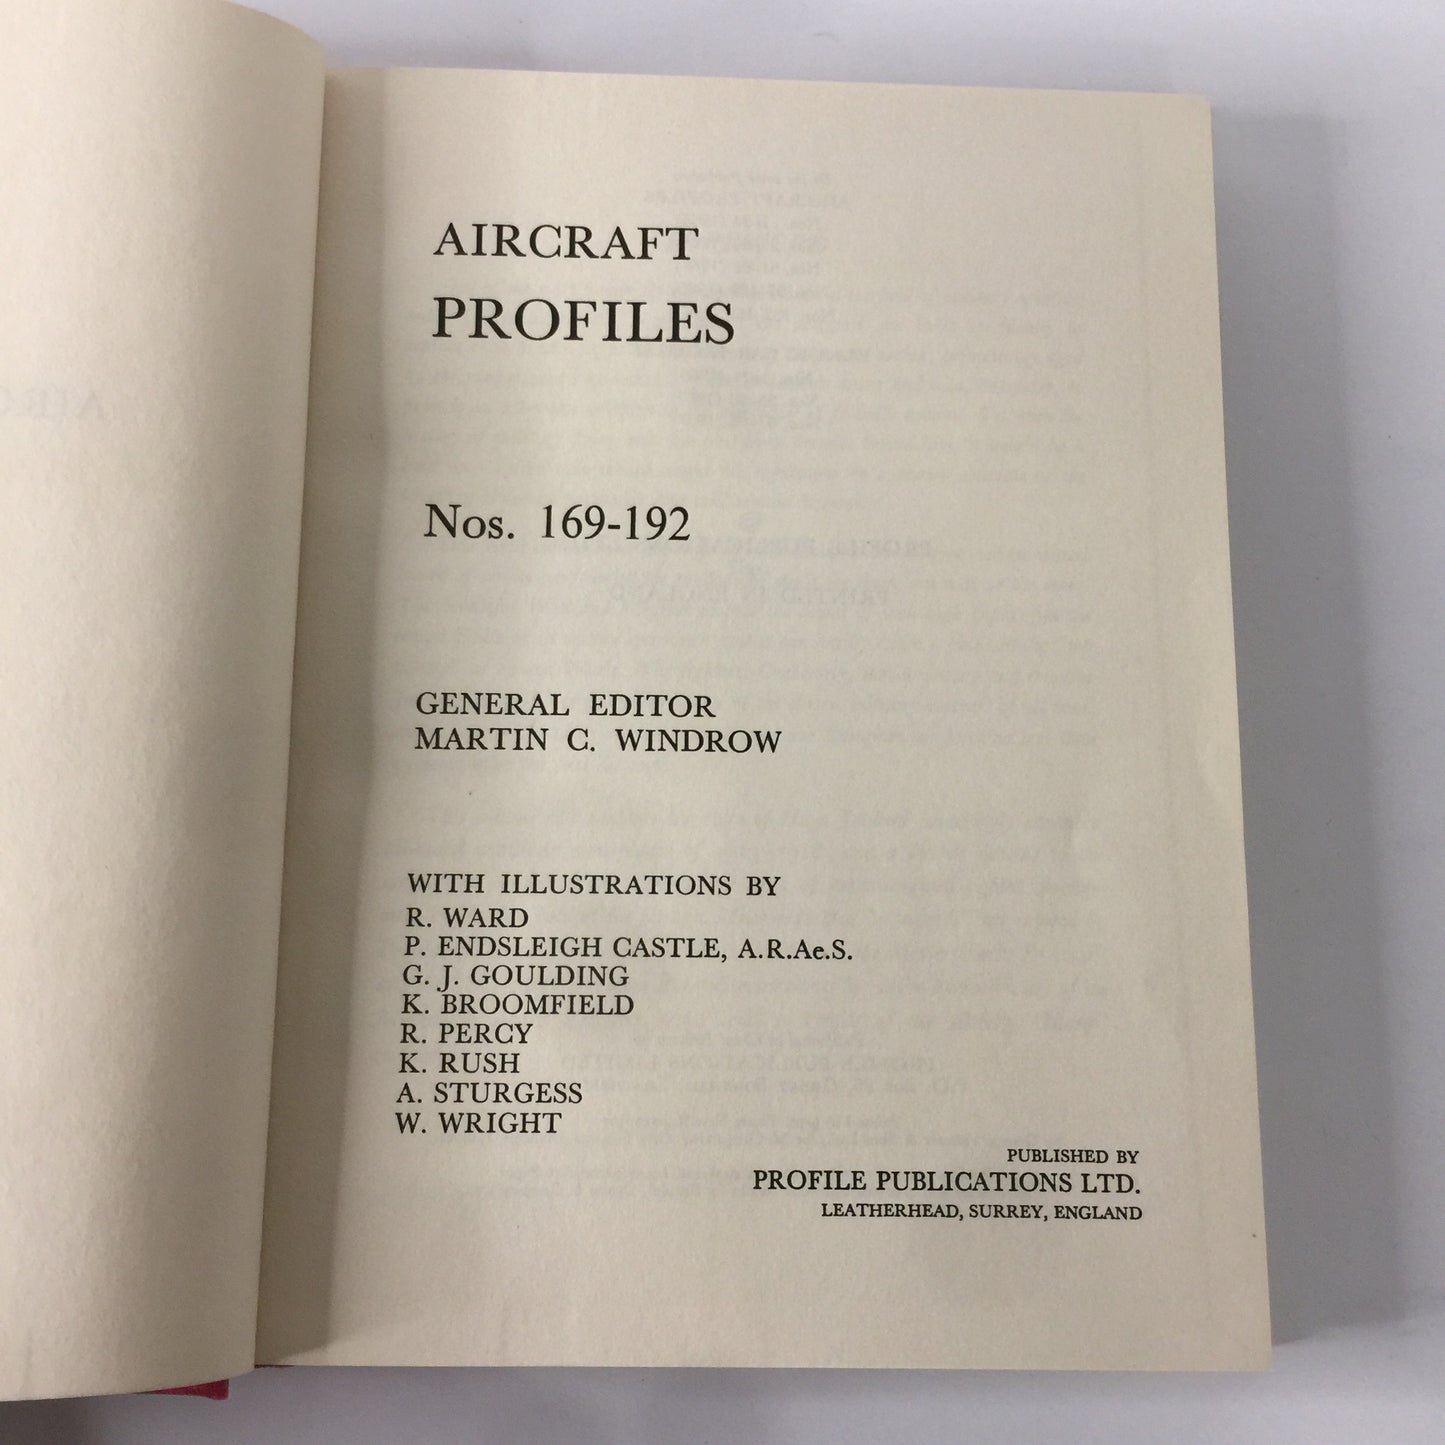 AIRCRAFT
PROFILES
Nos. 169-192
GENERAL EDITOR
MARTIN C. WINDROW
WITH ILLUSTRATIONS BY
R. WARD
P. ENDSLEIGH CASTLE, A.R.Ae.S.
G. J. GOULDING
K. BROOMFIELD
R. PERCY
K. RUSH
A. STURGESS
W. WRIGHT
PUBLISHED BY
PROFILE PUBLICATIONS LTD.
LEATHERHEAD, SURREY, ENGLAND